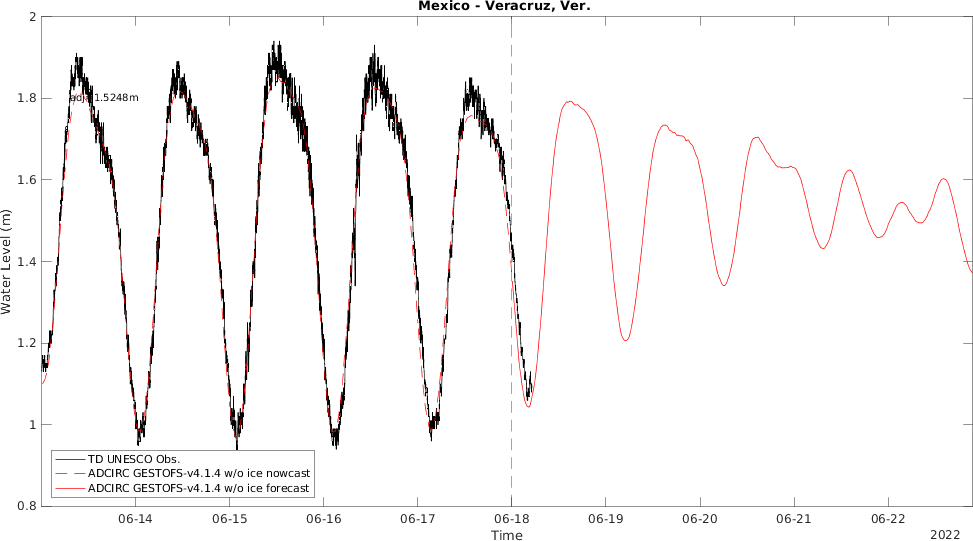 Mexico - Veracruz, Ver.
2
1.8
1.6
1.4
1.2
1
0.8
Water Level (m)
1.5248m
TD UNESCO Obs.
ADCIRC GESTOFS-v4.1.4 w/o ice nowcast
ADCIRC GESTOFS-v4.1.4 w/o ice forecast
06-14 06-15 06-16 06-17 06-18 06-19 06-20 06-21 06-22
Time
2022